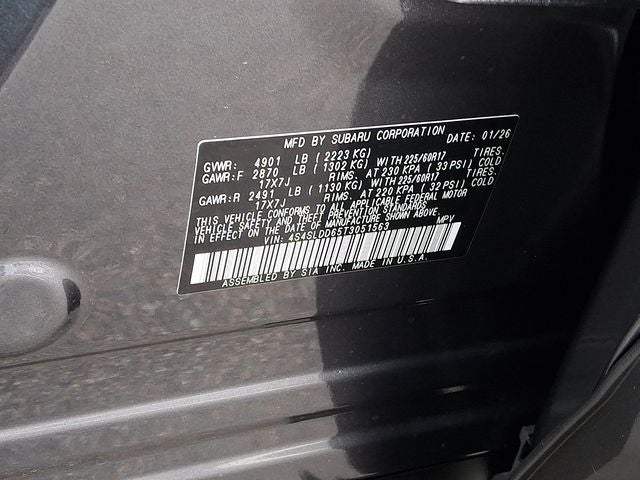 MFD BY SUBARU CORPORATION DATE: 01/26
GVWR: 4901 LB ( 2223 KG) TIRES.
GAWR:F 2870 LB ( 1302 KG) WITH 225/60R17
17X7J RIMS. AT 230 KPA ( 33 PSI) COLD
GAWR:R 2491 LB ( 1130 KG) WITH 225/60R17 TIRES.
17X7J RIMS. AT 220 KPA ( 32 PSI) COLD
THIS VEHICLE CONFORMS TO ALL APPLICABLE FEDERAL MOTOR
VEHICLE SAFETY AND THEFT PREVENTION STANDARDS
IN EFFECT ON THE DATE OF MANUFACTURE SHOWN ABOVE.
VIN: 4S4SLDD65T3051563 MPV
ASSEMBLED BY SIA INC. MADE IN U.S.A.